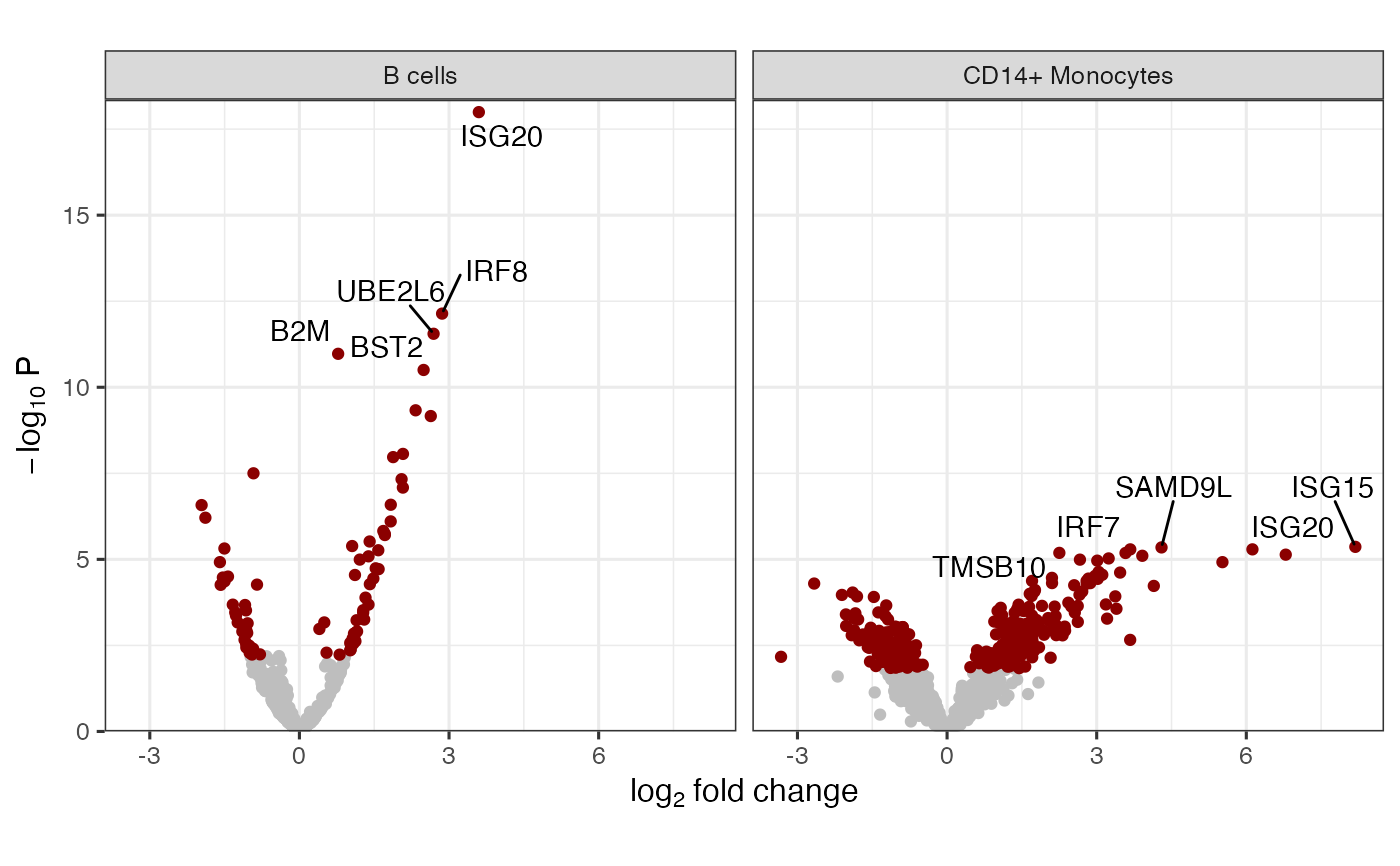 B cells
CD14+ Monocytes
ISG20
15
IRF8
UBE2L6
B2M
BST2
10
−log10 P
SAMD9L
ISG15
IRF7
ISG20
TMSB10
5
0
-3
0
3
6
-3
0
3
6
log2 fold change